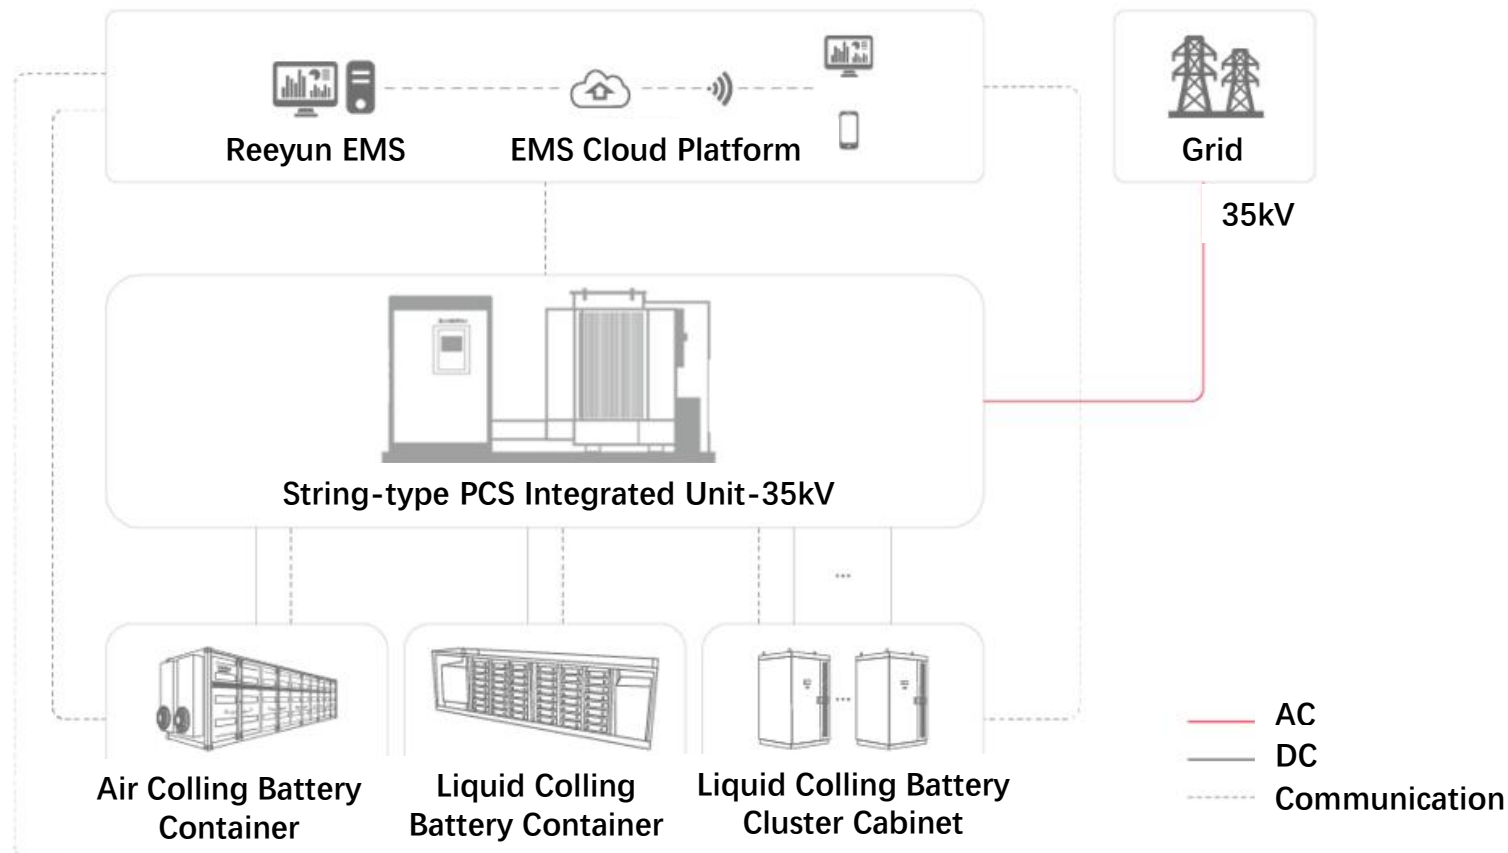 Reeyun EMS
EMS Cloud Platform
Grid
35kV
String-type PCS Integrated Unit-35kV
...
...
Air Colling Battery
Container
Liquid Colling
Battery Container
Liquid Colling Battery
Cluster Cabinet
AC
DC
Communication